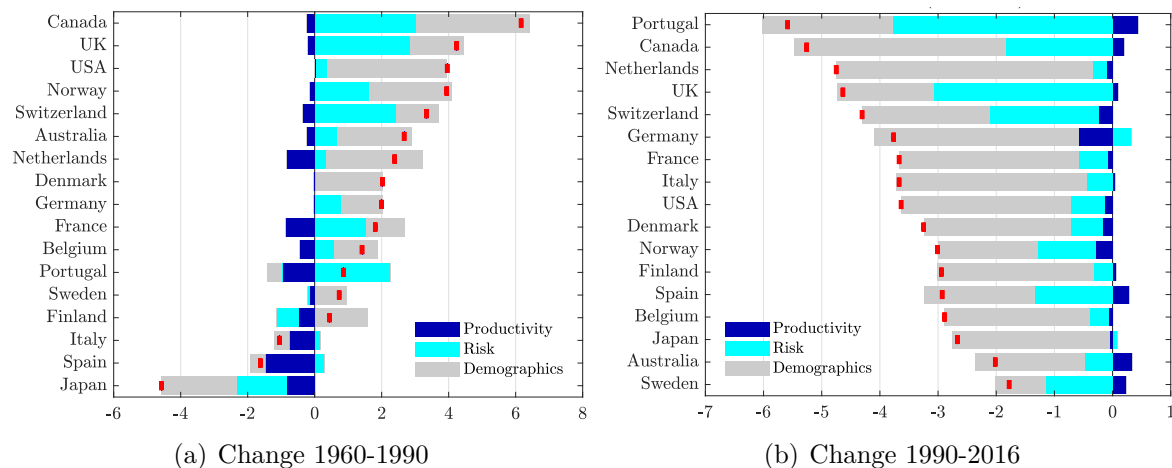 Canada
UK
USA
Norway
Switzerland
Australia
Netherlands
Denmark
Germany
France
Belgium
Portugal
Sweden
Finland
Italy
Spain
Japan
Productivity
Risk
Demographics
-6 -4 -2 0 2 4 6 8
(a) Change 1960-1990
Portugal
Canada
Netherlands
UK
Switzerland
Germany
France
Italy
USA
Denmark
Norway
Finland
Spain
Belgium
Japan
Australia
Sweden
Productivity
Risk
Demographics
-7 -6 -5 -4 -3 -2 -1 0 1
(b) Change 1990-2016